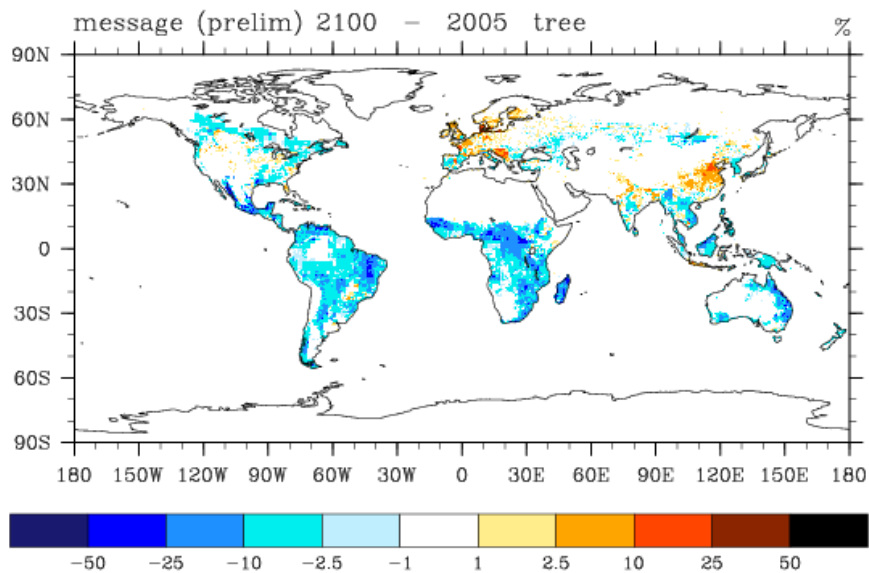 message (prelim) 2100 – 2005 tree %
90N
60N
30N
0
30S
60S
90S
180 150W 120W 90W 60W 30W 0 30E 60E 90E 120E 150E 180
−50 −25 −10 −2.5 −1 1 2.5 10 25 50